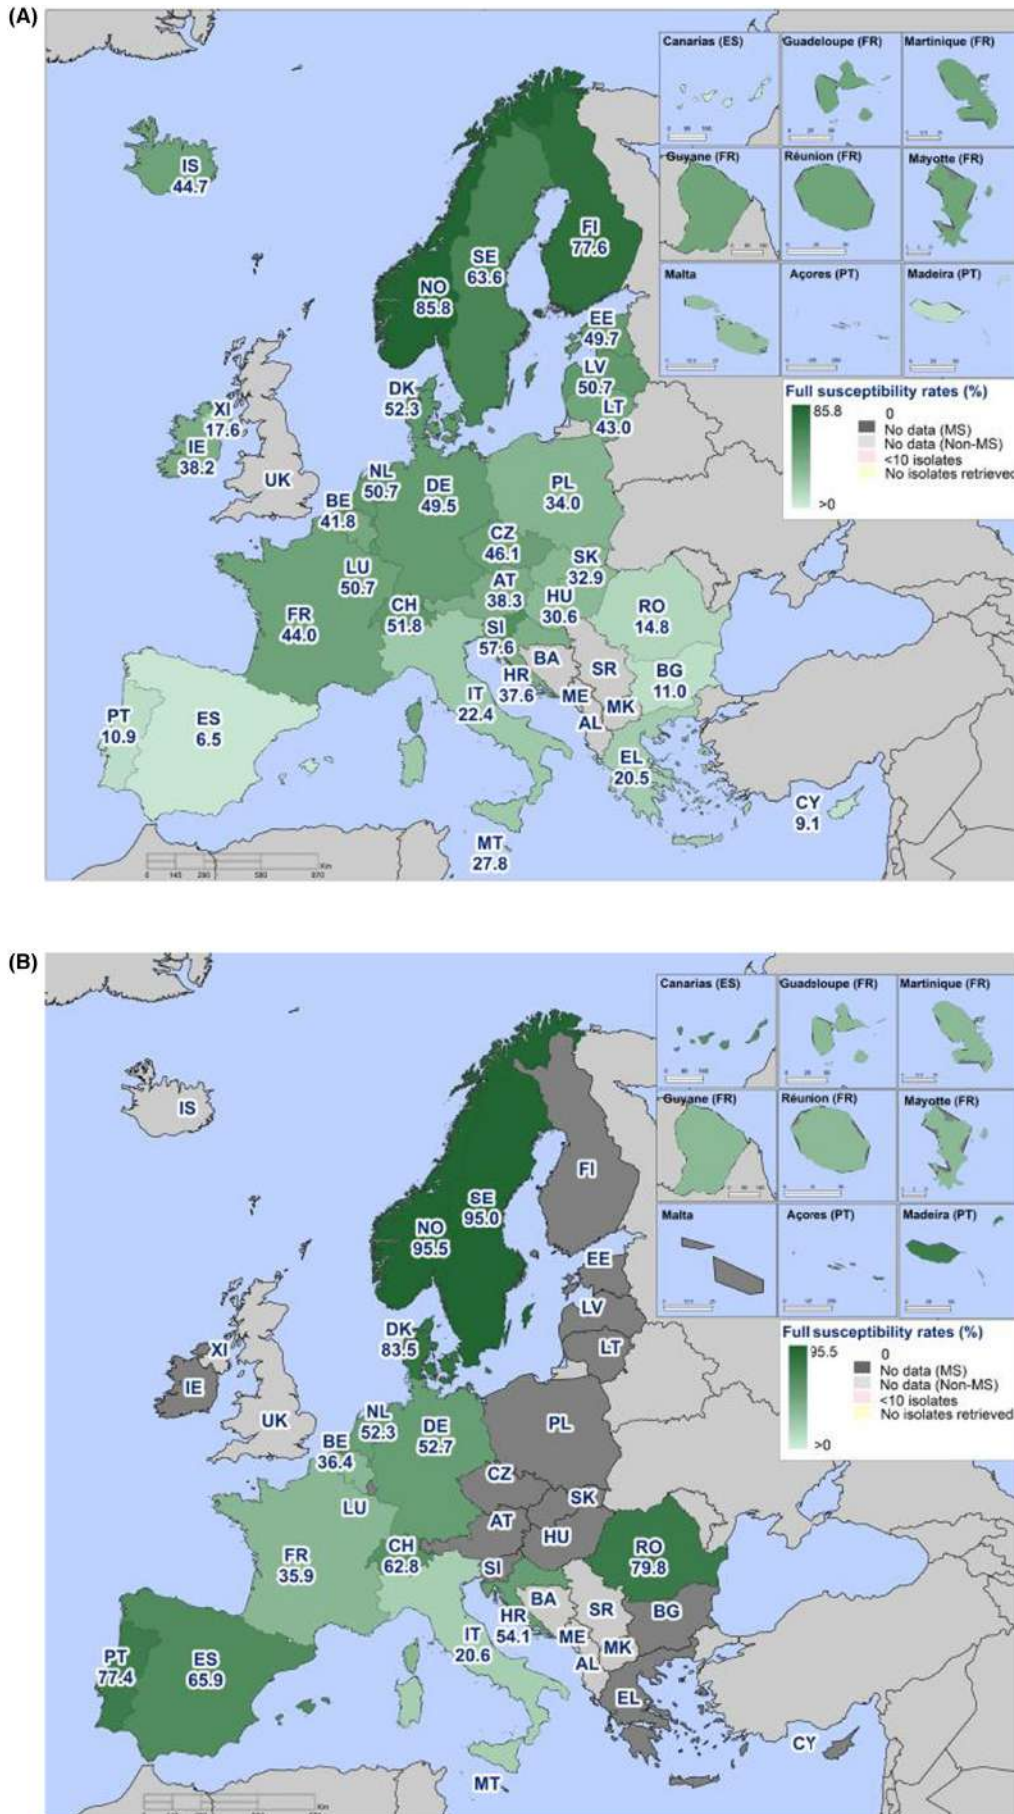 (A)
Canarias (ES)
Guadeloupe (FR)
Martinique (FR)
Guyane (FR)
Réunion (FR)
Mayotte (FR)
Malta
Açores (PT)
Madeira (PT)
Full susceptibility rates (%)
85.8
>0
0
No data (MS)
No data (Non-MS)
<10 isolates
No isolates retrieved
IS
44.7
FI
77.6
SE
63.6
NO
85.8
EE
49.7
LV
50.7
LT
43.0
DK
52.3
XI
17.6
IE
38.2
UK
NL
50.7
DE
49.5
PL
34.0
BE
41.8
CZ
46.1
LU
50.7
SK
32.9
AT
38.3
HU
30.6
CH
51.8
FR
44.0
SI
57.6
RO
14.8
BA
SR
HR
37.6
ME
MK
AL
BG
11.0
IT
22.4
PT
10.9
ES
6.5
EL
20.5
CY
9.1
MT
27.8
Km
(B)
Canarias (ES)
Guadeloupe (FR)
Martinique (FR)
Guyane (FR)
Réunion (FR)
Mayotte (FR)
Malta
Açores (PT)
Madeira (PT)
Full susceptibility rates (%)
95.5
>0
0
No data (MS)
No data (Non-MS)
<10 isolates
No isolates retrieved
IS
FI
SE
95.0
NO
95.5
EE
LV
LT
DK
83.5
XI
IE
UK
NL
52.3
DE
52.7
PL
BE
36.4
CZ
LU
SK
AT
HU
CH
62.8
FR
35.9
SI
RO
79.8
BA
SR
BG
HR
54.1
ME
MK
AL
IT
20.6
PT
77.4
ES
65.9
EL
CY
MT